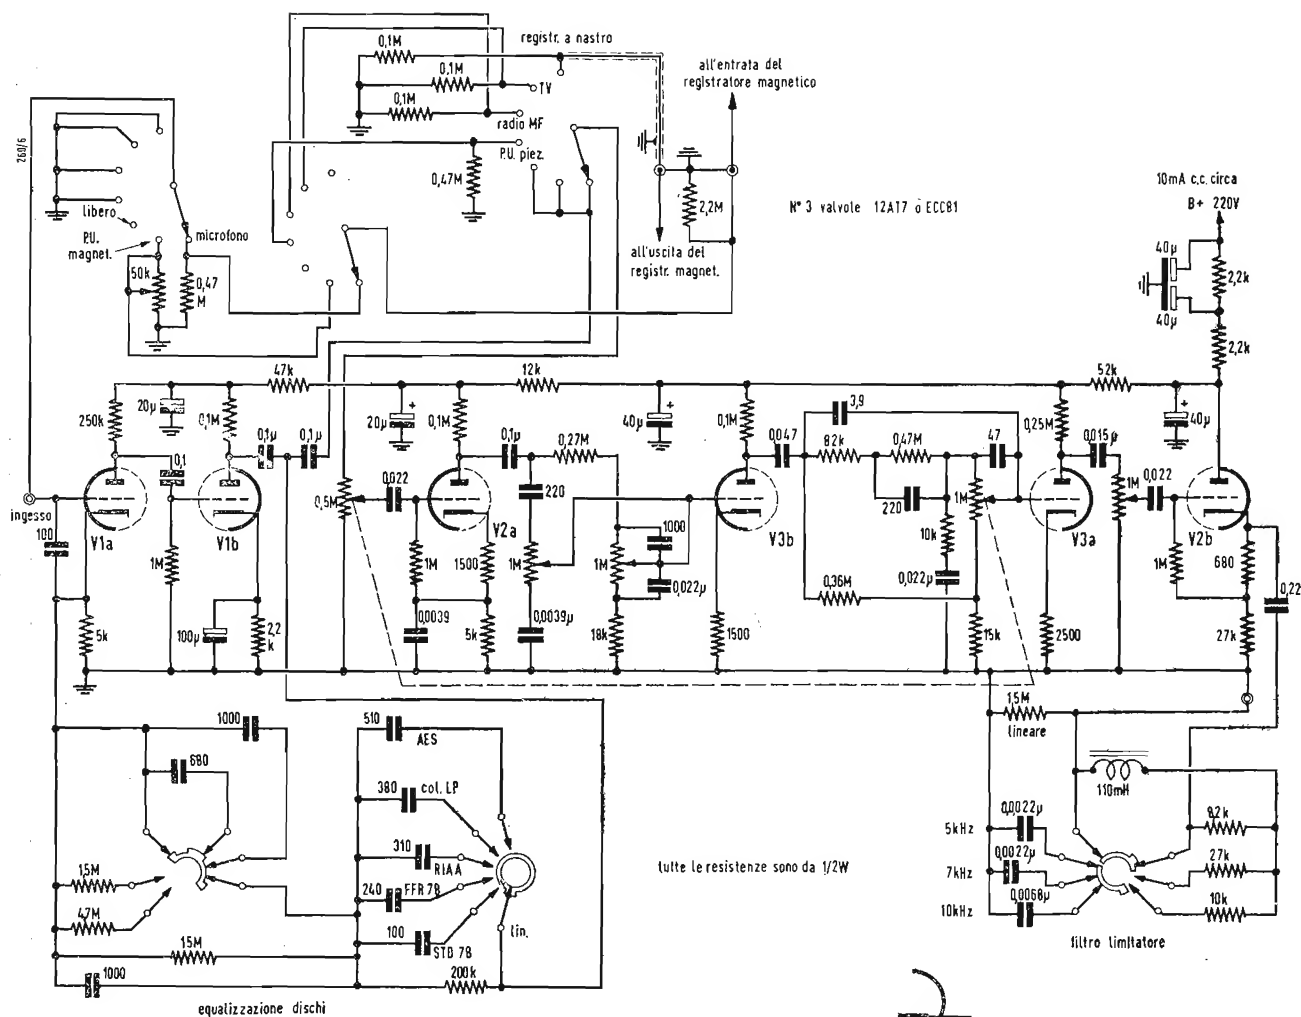 registr. a nastro
0,1M
0,1M
TV
0,1M
radio MF
P.U. piez.
0,47M
all'entrata del
registratore magnetico
2,2M
all'uscita del
registr. magnet.
N° 3 valvole 12A17 o ECC81
10mA c.c. circa
B+ 220V
40µ
40µ
2,2k
2,2k
260/6
libero
P.U.
magnet.
microfono
50k
0,47
M
47k
12k
52k
20µ
250k
0,1M
0,1µ
0,1µ
0,1
20µ
0,1M
0,1µ
0,27M
40µ
0,1M
0,047
3,9
82k
0,47M
47
0,25M
0,015µ
40µ
ingesso
100
V1a
V1b
0,5M
0,022
V2a
220
1000
V3b
220
10k
1M
V3a
1M
0,022
V2b
1M
1M
1500
1M
1M
0,022µ
0,36M
0,022µ
1M
680
0,22
5k
100µ
2,2
k
0,0039
5k
0,0039µ
18k
1500
15k
2500
27k
1,5M
lineare
110mH
1000
680
510
AES
380
col. LP
310
RIAA
240
FFR 78
100
STD 78
lin.
200k
15M
47M
15M
1000
equalizzazione dischi
tutte le resistenze sono da 1/2W
5kHz
0,0022µ
7kHz
0,0022µ
10kHz
0,0068µ
82k
27k
10k
filtro limitatore